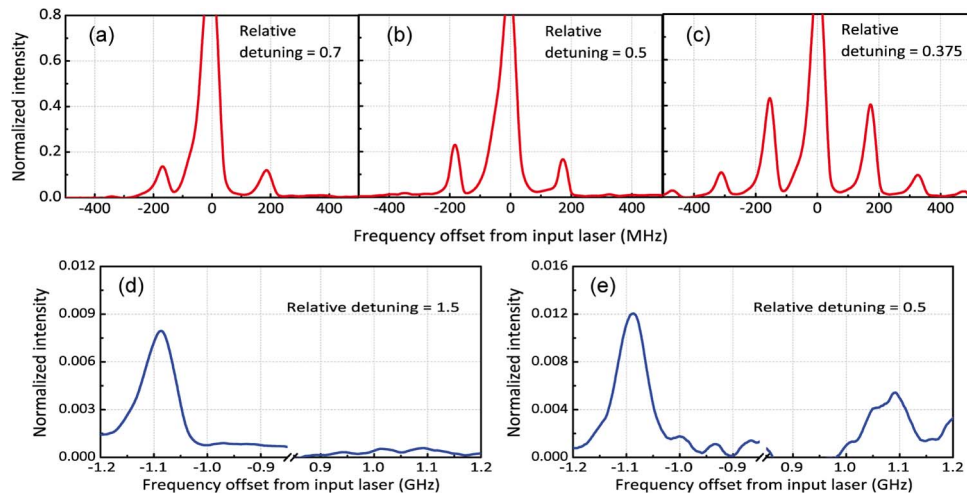 0.8
0.6
0.4
0.2
0.0
Normalized intensity
(a)
Relative
detuning = 0.7
(b)
Relative
detuning = 0.5
(c)
Relative
detuning = 0.375
-400 -200 0 200 400
-400 -200 0 200 400
-400 -200 0 200 400
Frequency offset from input laser (MHz)
0.012
0.009
0.006
0.003
0.000
Normalized intensity
(d)
Relative detuning = 1.5
-1.2 -1.1 -1.0 -0.9 0.9 1.0 1.1 1.2
Frequency offset from input laser (GHz)
0.016
0.012
0.008
0.004
0.000
Normalized intensity
(e)
Relative detuning = 0.5
-1.2 -1.1 -1.0 -0.9 0.9 1.0 1.1 1.2
Frequency offset from input laser (GHz)